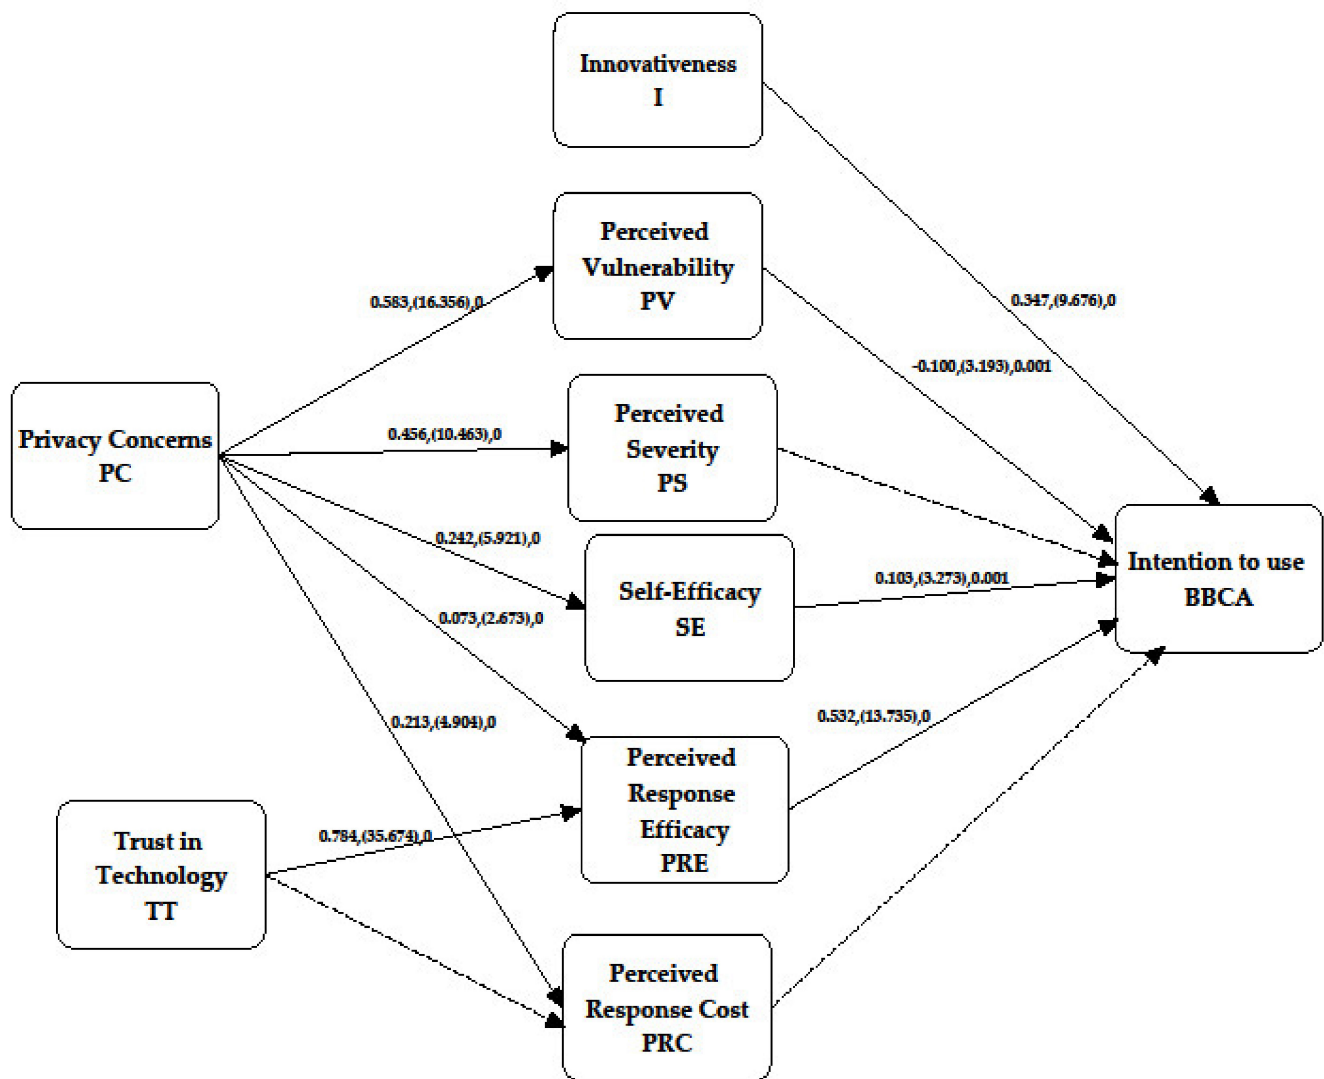 Innovativeness
I
Perceived
Vulnerability
PV
0.583,(16.356),0
0.347,(9.676),0
-0.100,(3.193),0.001
Privacy Concerns
PC
0.456,(10.463),0
Perceived
Severity
PS
0.242,(5.921),0
Self-Efficacy
SE
0.103,(3.273),0.001
Intention to use
BBCA
0.073,(2.673),0
0.213,(4.904),0
0.532,(13.735),0
Perceived
Response
Efficacy
PRE
Trust in
Technology
TT
0.784,(35.674),0
Perceived
Response Cost
PRC